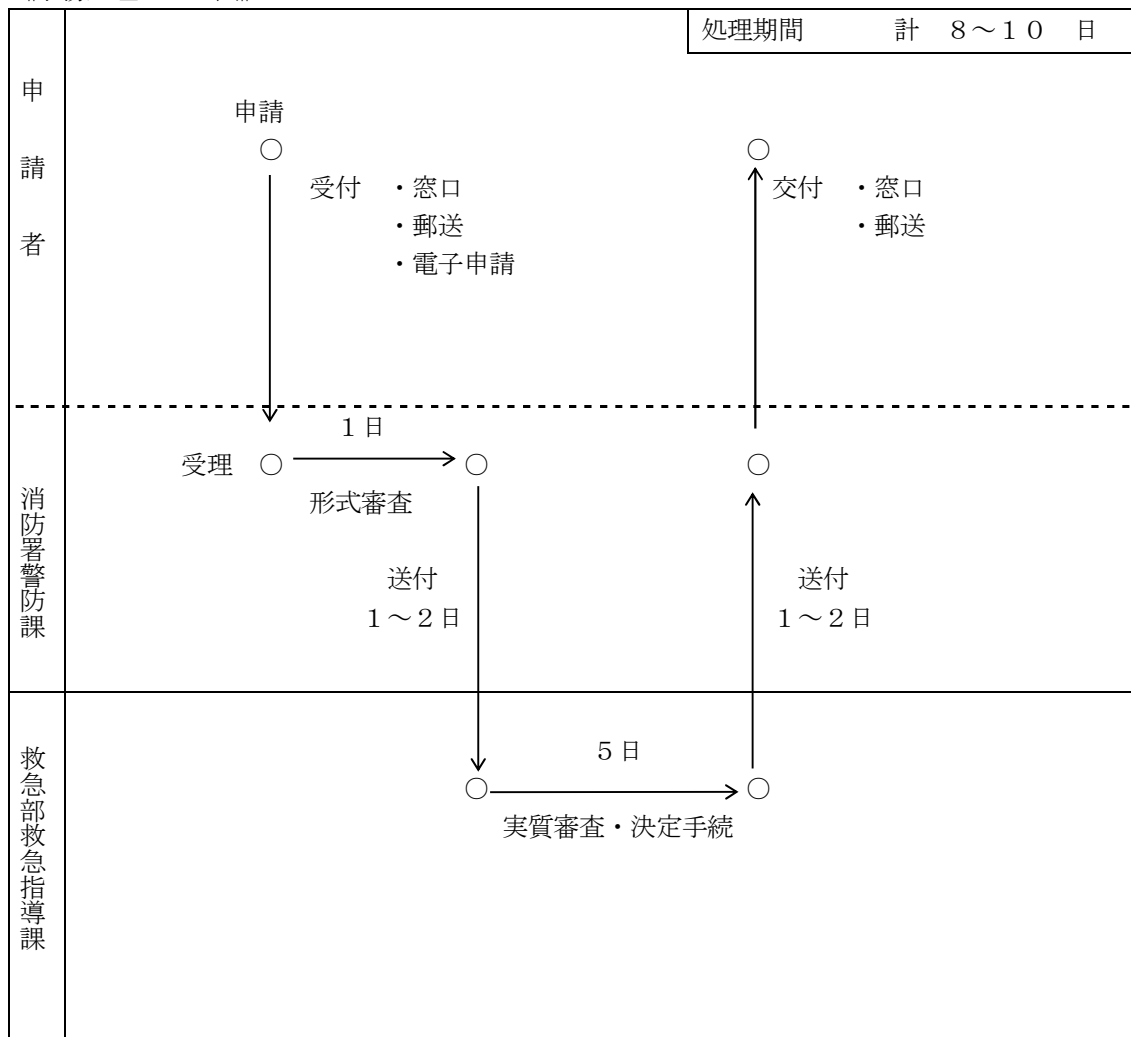 処理期間 計 8～10 日
申請者
申請
○ ○
受付 ・窓口
・郵送
・電子申請
交付 ・窓口
・郵送
消防署警防課
受理 ○ ○ ○
1日
形式審査
送付
1～2日
送付
1～2日
救急部救急指導課
5日
○ ○
実質審査・決定手続